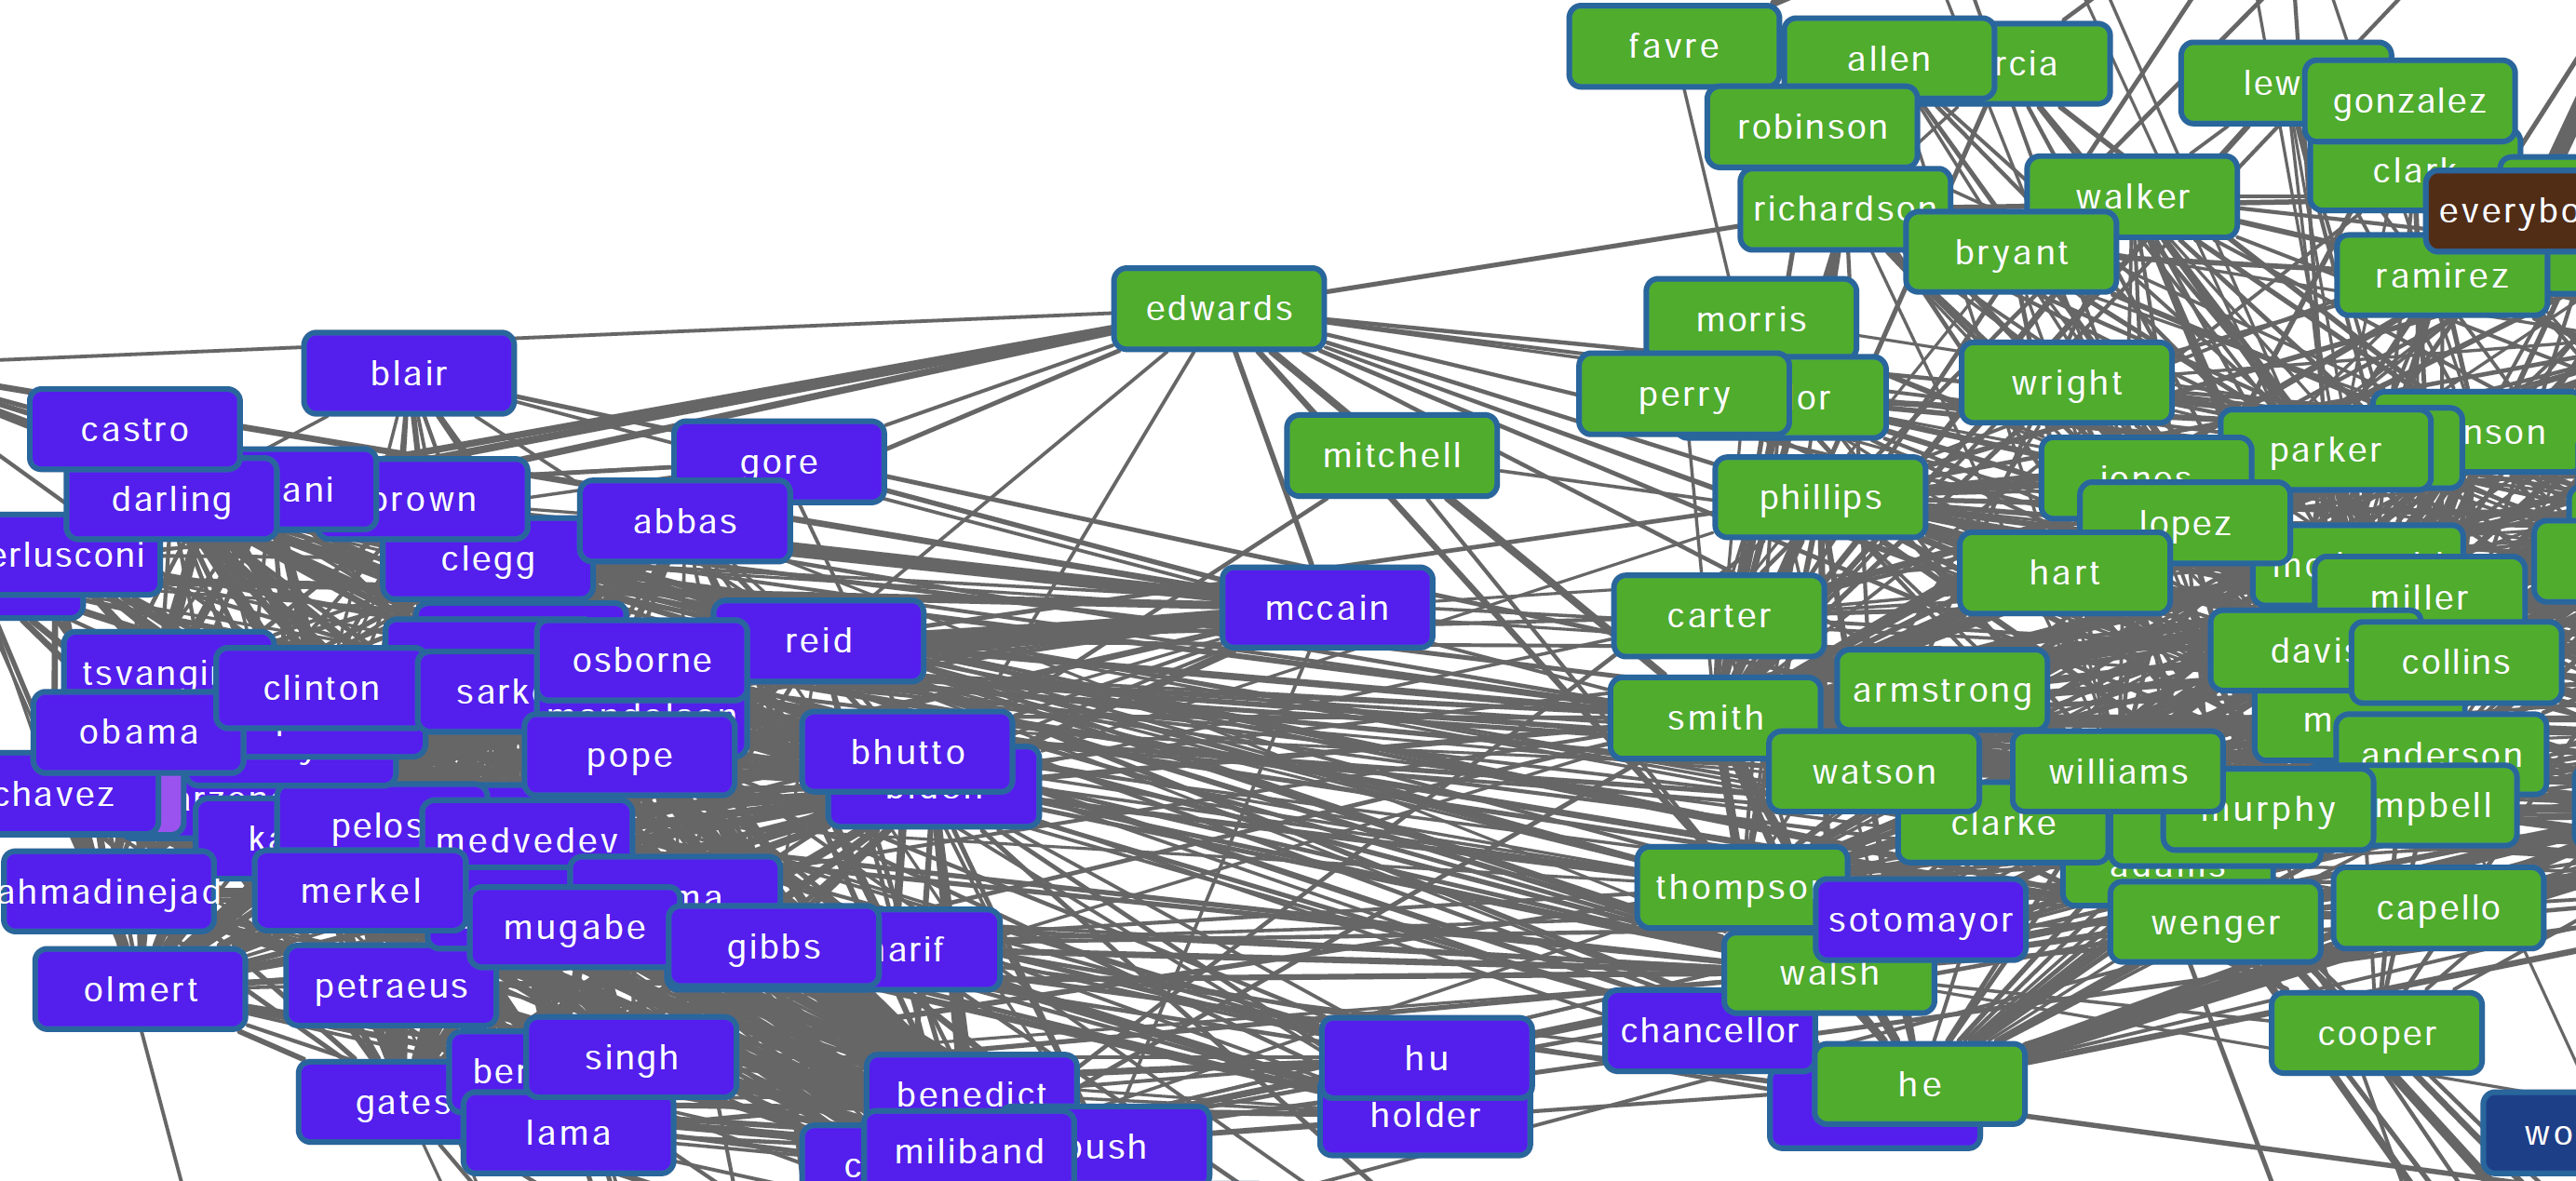 favre
allen
rcia
lew
gonzalez
robinson
clark
richardson
walker
everybo
bryant
ramirez
edwards
morris
blair
wright
perry
or
castro
gore
mitchell
parker
nson
darling
ani
brown
jones
phillips
abbas
lopez
erlusconi
clegg
hart
miller
mccain
carter
reid
osborne
davis
collins
tsvangi
clinton
sark
armstrong
obama
smith
m
pope
bhutto
anderson
watson
williams
chavez
biden
clarke
murphy
mpbell
pelos
medvedev
ka
adams
ahmadinejad
merkel
ma
thompson
mugabe
gibbs
arif
sotomayor
wenger
capello
olmert
petraeus
walsh
singh
hu
chancellor
cooper
ber
he
gates
benedict
holder
lama
miliband
bush
c
wo